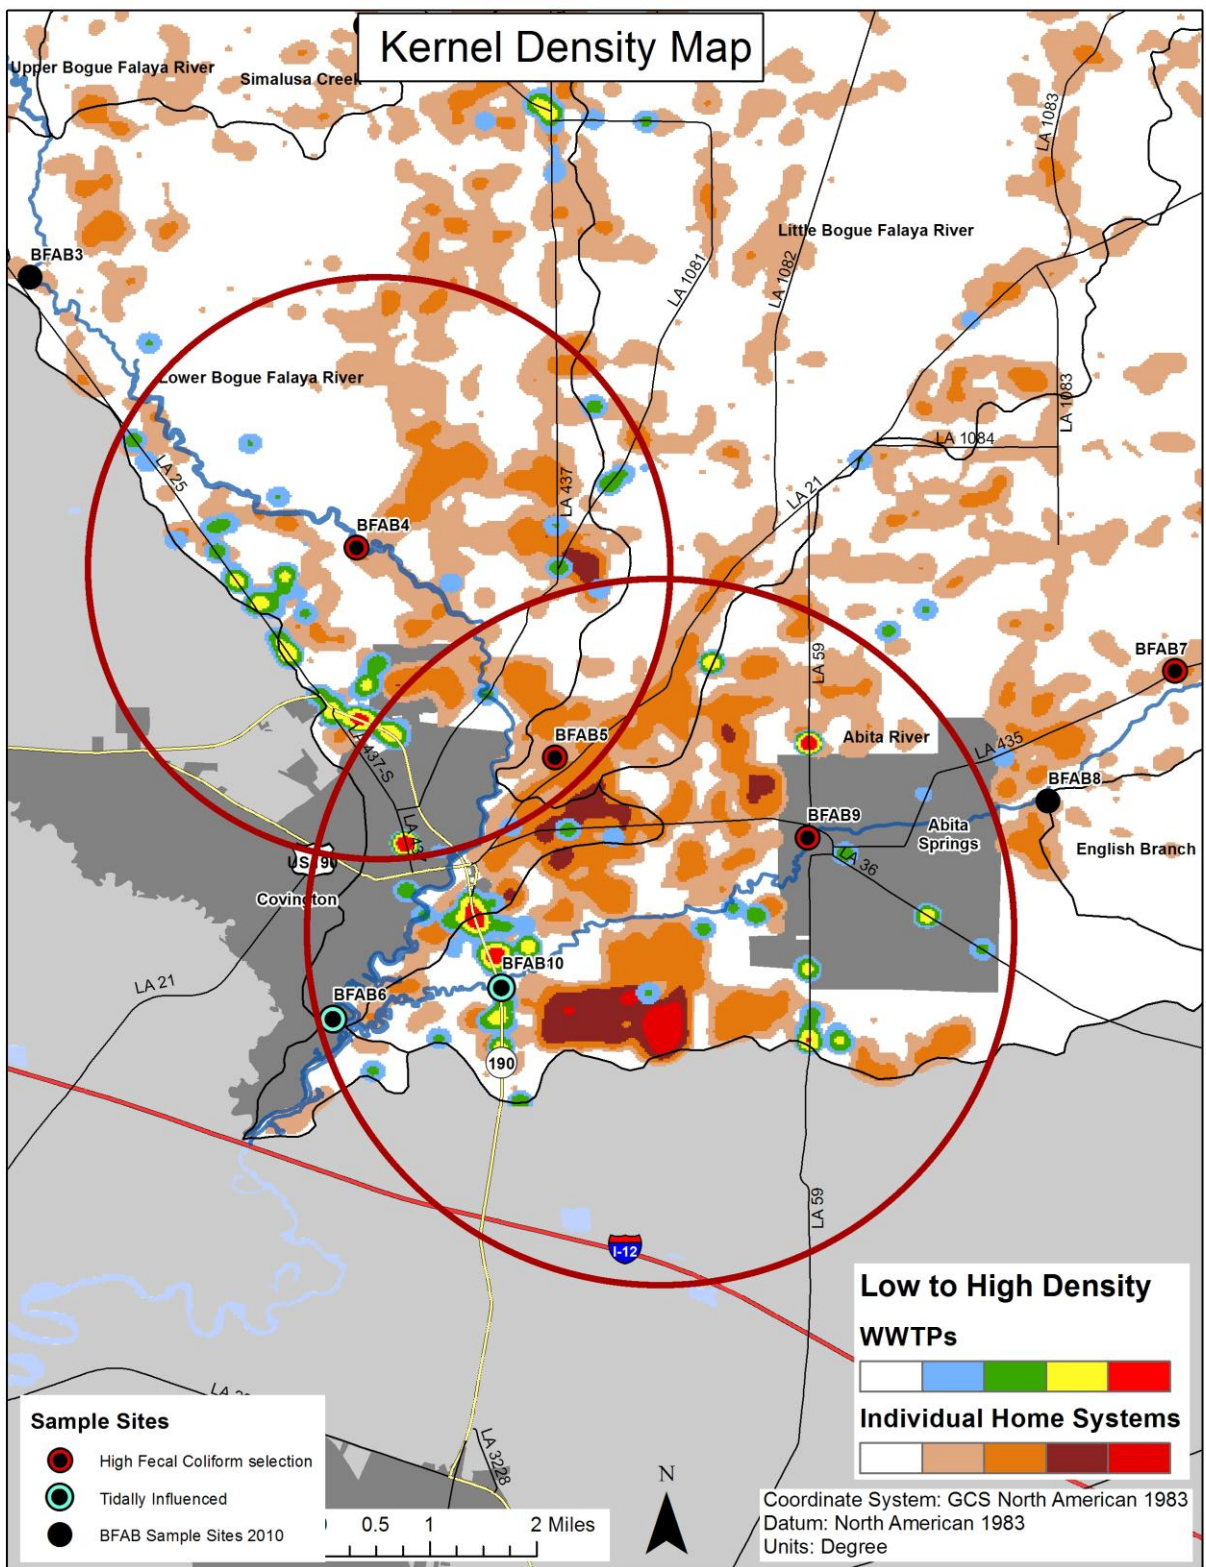 Kernel Density Map
Upper Bogue Falaya River
Simalusa Creek
LA 1083
BFAB3
Little Bogue Falaya River
LA 1082
LA 1081
Lower Bogue Falaya River
LA 1083
LA 1084
LA 25
LA 437
LA 21
BFAB4
LA 59
BFAB7
BFAB5
Abita River
LA 435
LA 437-S
BFAB8
BFAB9
Abita
Springs
LA 437
English Branch
US 190
LA 36
Covington
BFAB10
LA 21
BFAB6
190
LA 59
I-12
Low to High Density
WWTPs
Individual Home Systems
Sample Sites
High Fecal Coliform selection
Tidally Influenced
BFAB Sample Sites 2010
LA 3228
N
0.5 1 2 Miles
Coordinate System: GCS North American 1983
Datum: North American 1983
Units: Degree